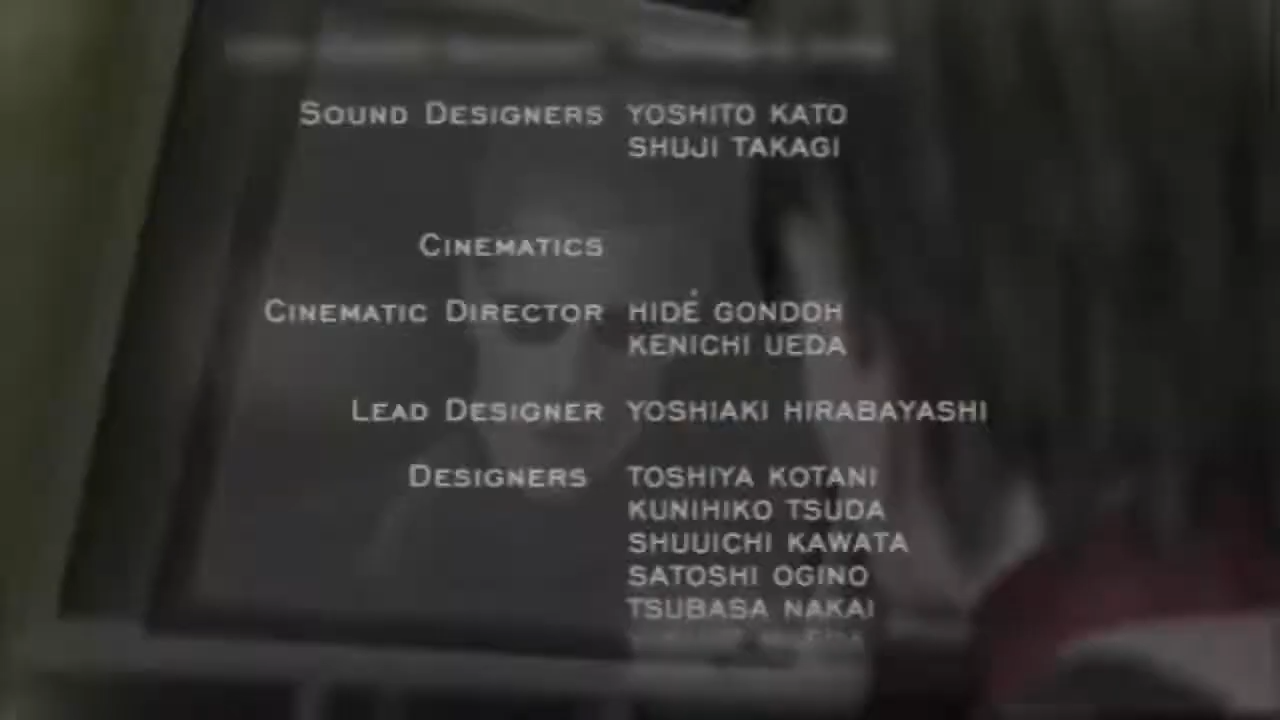 SOUND DESIGNERS YOSHITO KATO
SHUJI TAKAGI
CINEMATICS
CINEMATIC DIRECTOR HIDÉ GONDOH
KENICHI UEDA
LEAD DESIGNER YOSHIAKI HIRABAYASHI
DESIGNERS TOSHIYA KOTANI
KUNIHIKO TSUDA
SHUUICHI KAWATA
SATOSHI OGINO
TSUBASA NAKAI